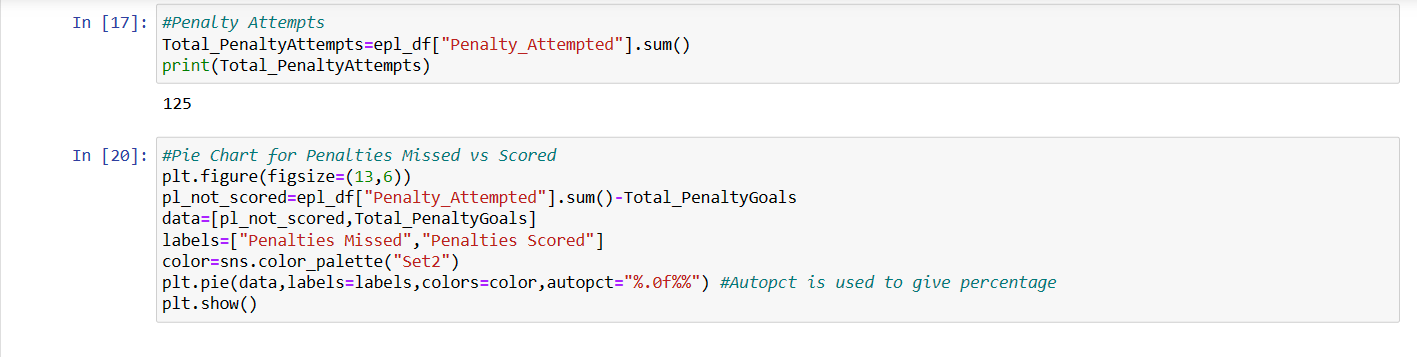 In [17]: #Penalty Attempts
Total_PenaltyAttempts=epl_df["Penalty_Attempted"].sum()
print(Total_PenaltyAttempts)
125
In [20]: #Pie Chart for Penalties Missed vs Scored
plt.figure(figsize=(13,6))
pl_not_scored=epl_df["Penalty_Attempted"].sum()-Total_PenaltyGoals
data=[pl_not_scored,Total_PenaltyGoals]
labels=["Penalties Missed","Penalties Scored"]
color=sns.color_palette("Set2")
plt.pie(data,labels=labels,colors=color,autopct="%.0f%%") #Autopct is used to give percentage
plt.show()